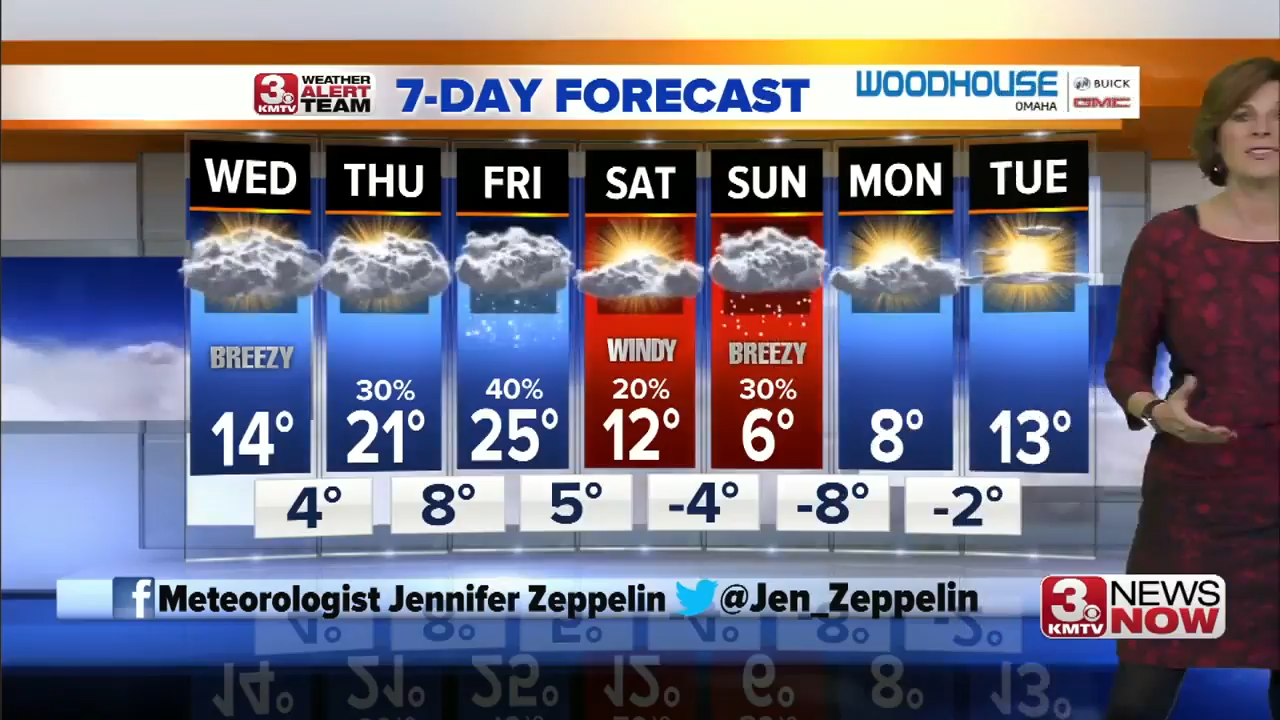 3 KMTV WEATHER ALERT TEAM 7-DAY FORECAST WOODHOUSE OMAHA BUICK GMC
WED THU FRI SAT SUN MON TUE
BREEZY WINDY BREEZY
30% 40% 20% 30%
14° 21° 25° 12° 6° 8° 13°
4° 8° 5° -4° -8° -2°
f Meteorologist Jennifer Zeppelin @Jen_Zeppelin
3 KMTV NEWS NOW